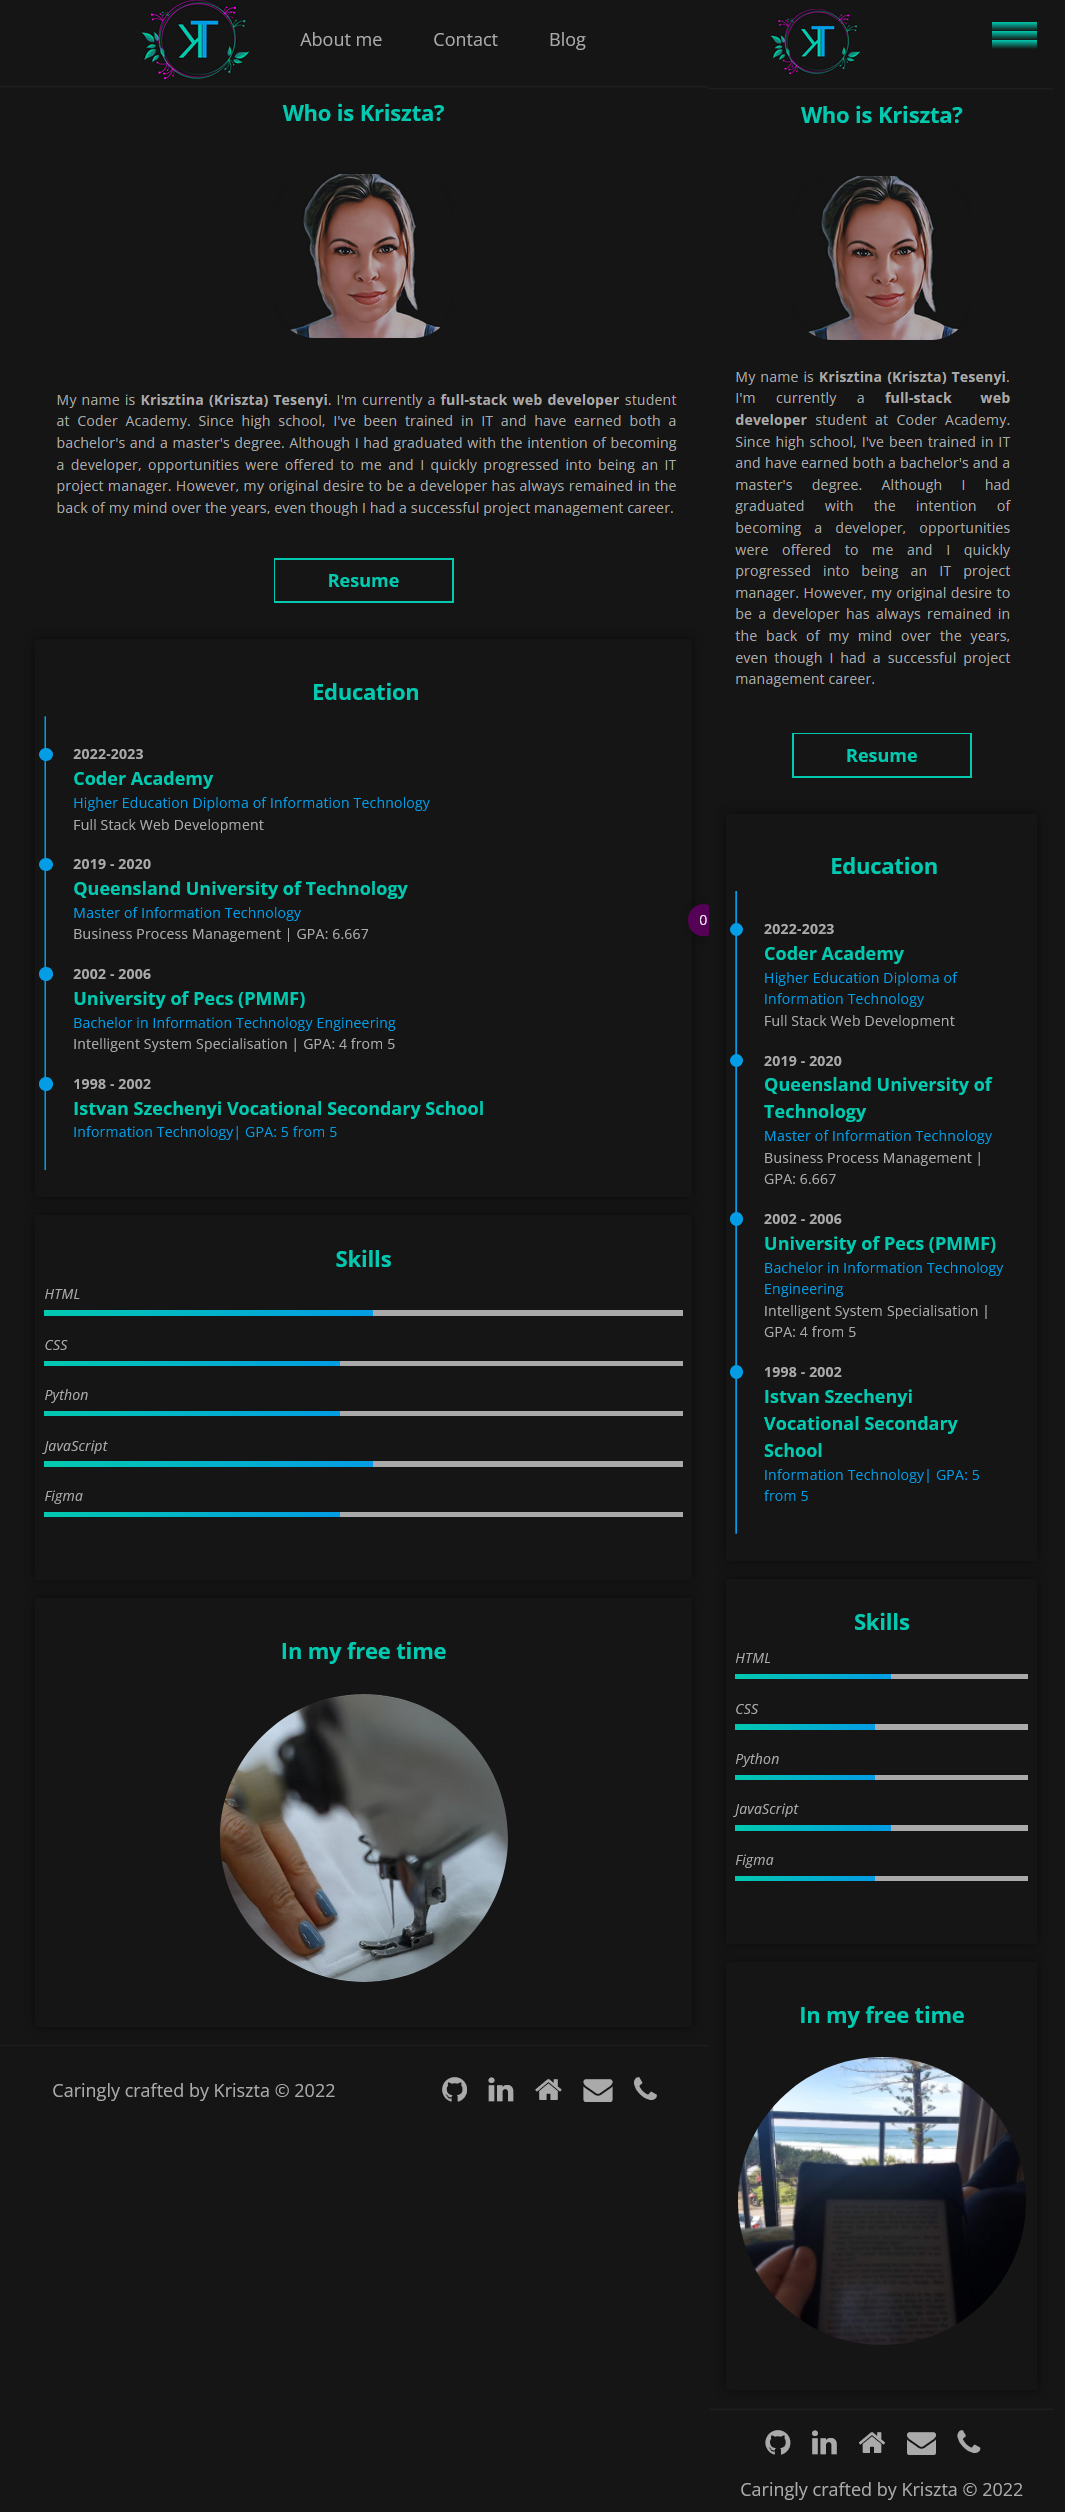 KT
About me
Contact
Blog
Who is Kriszta?
My name is Krisztina (Kriszta) Tesenyi. I'm currently a full-stack web developer student
at Coder Academy. Since high school, I've been trained in IT and have earned both a
bachelor's and a master's degree. Although I had graduated with the intention of becoming
a developer, opportunities were offered to me and I quickly progressed into being an IT
project manager. However, my original desire to be a developer has always remained in the
back of my mind over the years, even though I had a successful project management career.
Resume
Education
2022-2023
Coder Academy
Higher Education Diploma of Information Technology
Full Stack Web Development
2019 - 2020
Queensland University of Technology
Master of Information Technology
Business Process Management | GPA: 6.667
2002 - 2006
University of Pecs (PMMF)
Bachelor in Information Technology Engineering
Intelligent System Specialisation | GPA: 4 from 5
1998 - 2002
Istvan Szechenyi Vocational Secondary School
Information Technology| GPA: 5 from 5
0
Skills
HTML
CSS
Python
JavaScript
Figma
In my free time
Caringly crafted by Kriszta © 2022
in
KT
Who is Kriszta?
My name is Krisztina (Kriszta) Tesenyi.
I'm currently a full-stack web
developer student at Coder Academy.
Since high school, I've been trained in IT
and have earned both a bachelor's and a
master's degree. Although I had
graduated with the intention of
becoming a developer, opportunities
were offered to me and I quickly
progressed into being an IT project
manager. However, my original desire to
be a developer has always remained in
the back of my mind over the years,
even though I had a successful project
management career.
Resume
Education
2022-2023
Coder Academy
Higher Education Diploma of
Information Technology
Full Stack Web Development
2019 - 2020
Queensland University of
Technology
Master of Information Technology
Business Process Management |
GPA: 6.667
2002 - 2006
University of Pecs (PMMF)
Bachelor in Information Technology
Engineering
Intelligent System Specialisation |
GPA: 4 from 5
1998 - 2002
Istvan Szechenyi
Vocational Secondary
School
Information Technology| GPA: 5
from 5
Skills
HTML
CSS
Python
JavaScript
Figma
In my free time
in
Caringly crafted by Kriszta © 2022